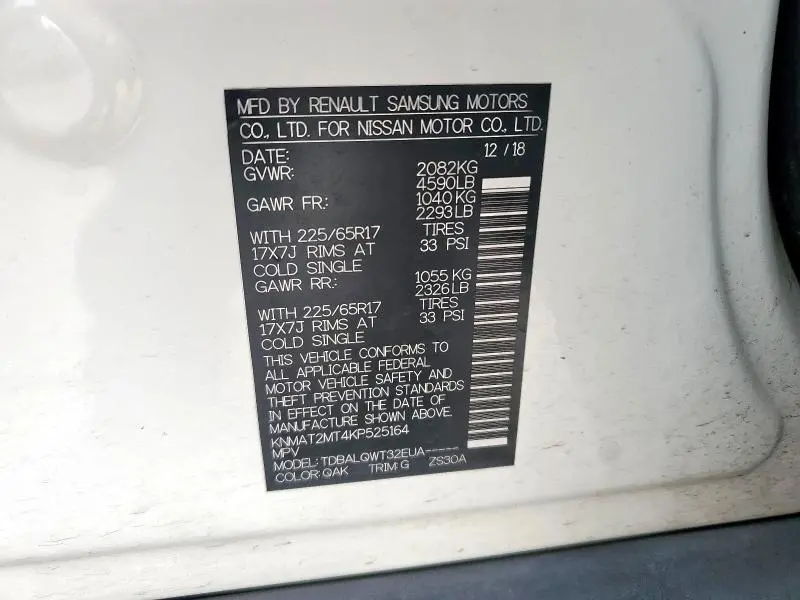 MFD BY RENAULT SAMSUNG MOTORS
CO., LTD. FOR NISSAN MOTOR CO., LTD.
DATE: 12 / 18
GVWR: 2082KG
4590LB
GAWR FR.: 1040KG
2293LB
WITH 225/65R17 TIRES
17X7J RIMS AT 33 PSI
COLD SINGLE
GAWR RR.: 1055KG
2326LB
WITH 225/65R17 TIRES
17X7J RIMS AT 33 PSI
COLD SINGLE
THIS VEHICLE CONFORMS TO
ALL APPLICABLE FEDERAL
MOTOR VEHICLE SAFETY AND
THEFT PREVENTION STANDARDS
IN EFFECT ON THE DATE OF
MANUFACTURE SHOWN ABOVE.
KNMAT2MT4KP525164
MPV
MODEL: TDBALQWT32EUA-----
COLOR: QAK TRIM: G ZS30A